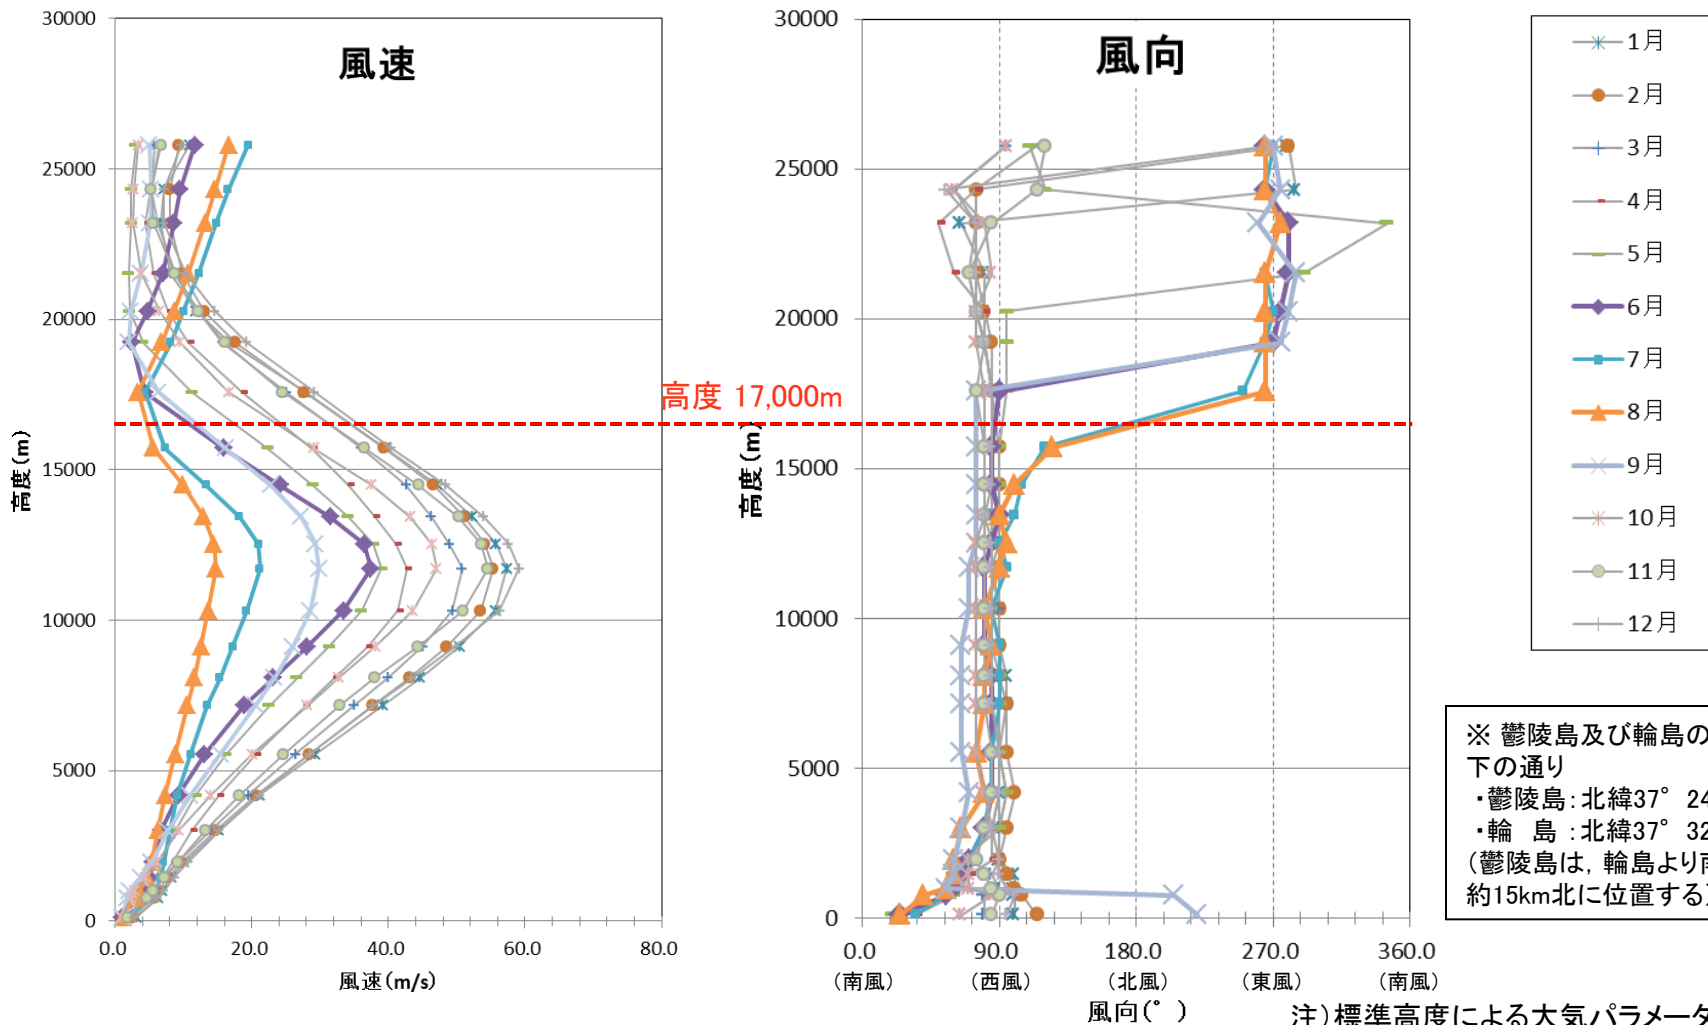 風速
30000
25000
20000
15000
10000
5000
0
高度(m)
0.0
20.0
40.0
60.0
80.0
風速(m/s)
高度 17,000m
風向
30000
25000
20000
15000
10000
5000
0
高度(m)
0.0
90.0
180.0
270.0
360.0
(南風)
(西風)
(北風)
(東風)
(南風)
風向(°)
1月
2月
3月
4月
5月
6月
7月
8月
9月
10月
11月
12月
※ 鬱陵島及び輪島の
下の通り
・鬱陵島:北緯37° 24
・輪 島 :北緯37° 32
(鬱陵島は, 輪島より南
約15km北に位置する)
注)標準高度による大気パラメータ